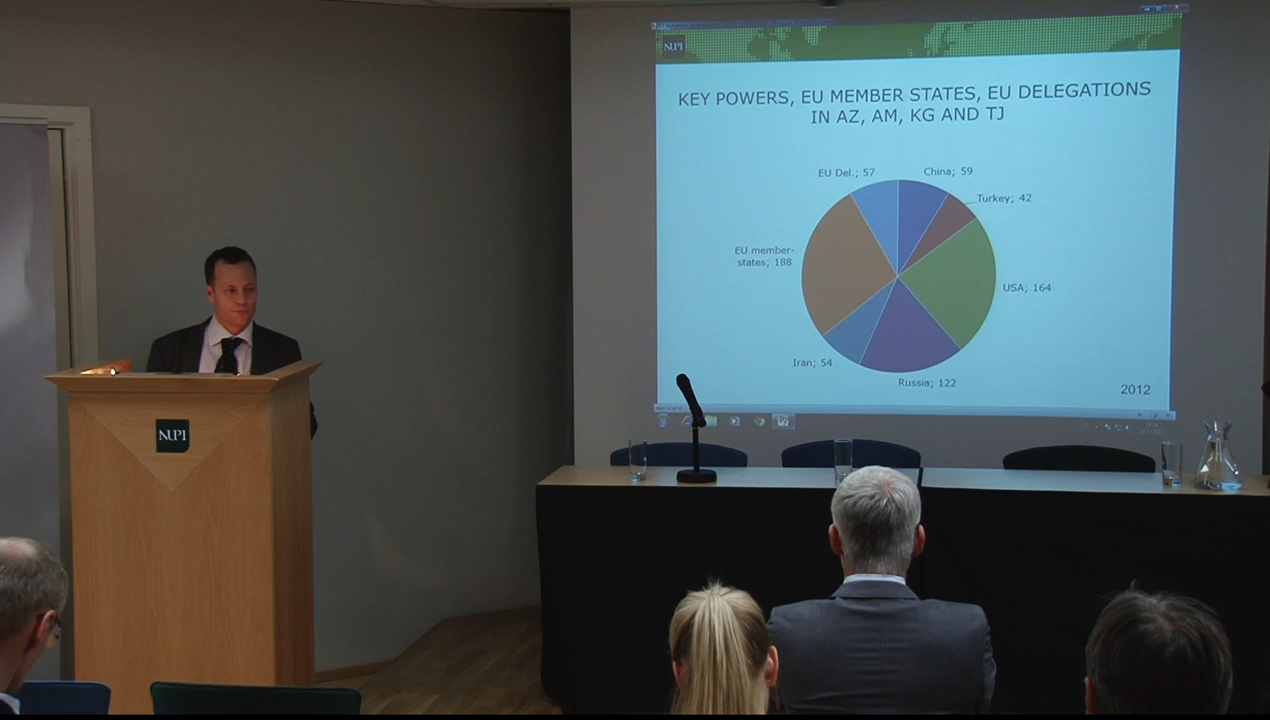 NUPI
KEY POWERS, EU MEMBER STATES, EU DELEGATIONS
IN AZ, AM, KG AND TJ
EU Del.; 57
China; 59
Turkey; 42
EU member-
states; 188
USA; 164
Iran; 54
Russia; 122
2012
NUPI